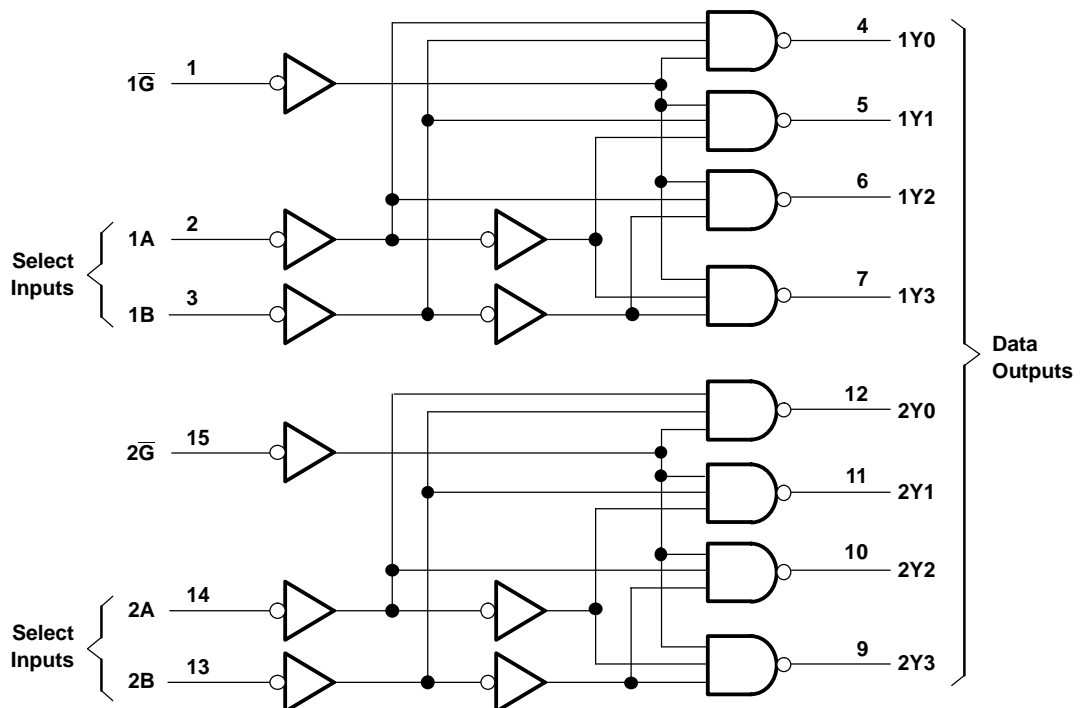 4 1Y0
1G̅ 1
5 1Y1
6 1Y2
1A 2
Select
Inputs
1B 3
7 1Y3
Data
Outputs
12 2Y0
2G̅ 15
11 2Y1
10 2Y2
2A 14
Select
Inputs
2B 13
9 2Y3